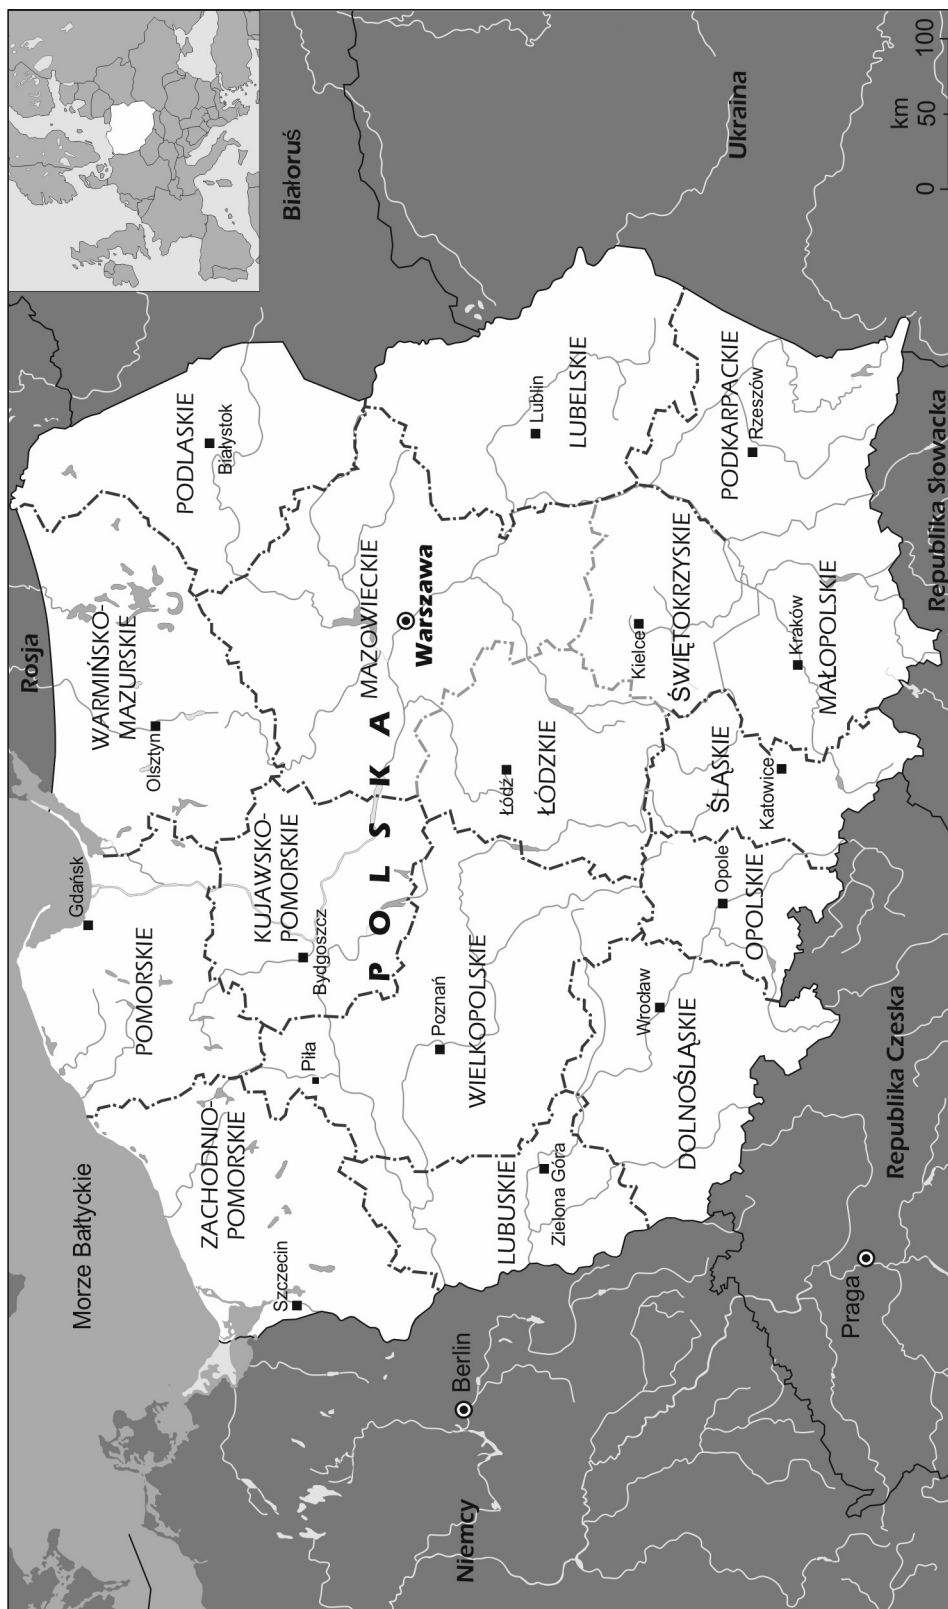 Morze Bałtyckie
Rosja
Białoruś
Ukraina
Republika Słowacka
Republika Czeska
Niemcy
Berlin
Praga
POLSKA
ZACHODNIO-
POMORSKIE
Szczecin
POMORSKIE
Gdańsk
WARMIŃSKO-
MAZURSKIE
Olsztyn
PODLASKIE
Białystok
KUJAWSKO-
POMORSKIE
Bydgoszcz
Piła
MAZOWIECKIE
Warszawa
LUBUSKIE
Zielona Góra
WIELKOPOLSKIE
Poznań
ŁÓDZKIE
Łódź
LUBELSKIE
Lublin
DOLNOŚLĄSKIE
Wrocław
OPOLSKIE
Opole
ŚLĄSKIE
Katowice
ŚWIĘTOKRZYSKIE
Kielce
MAŁOPOLSKIE
Kraków
PODKARPACKIE
Rzeszów
km
0 50 100